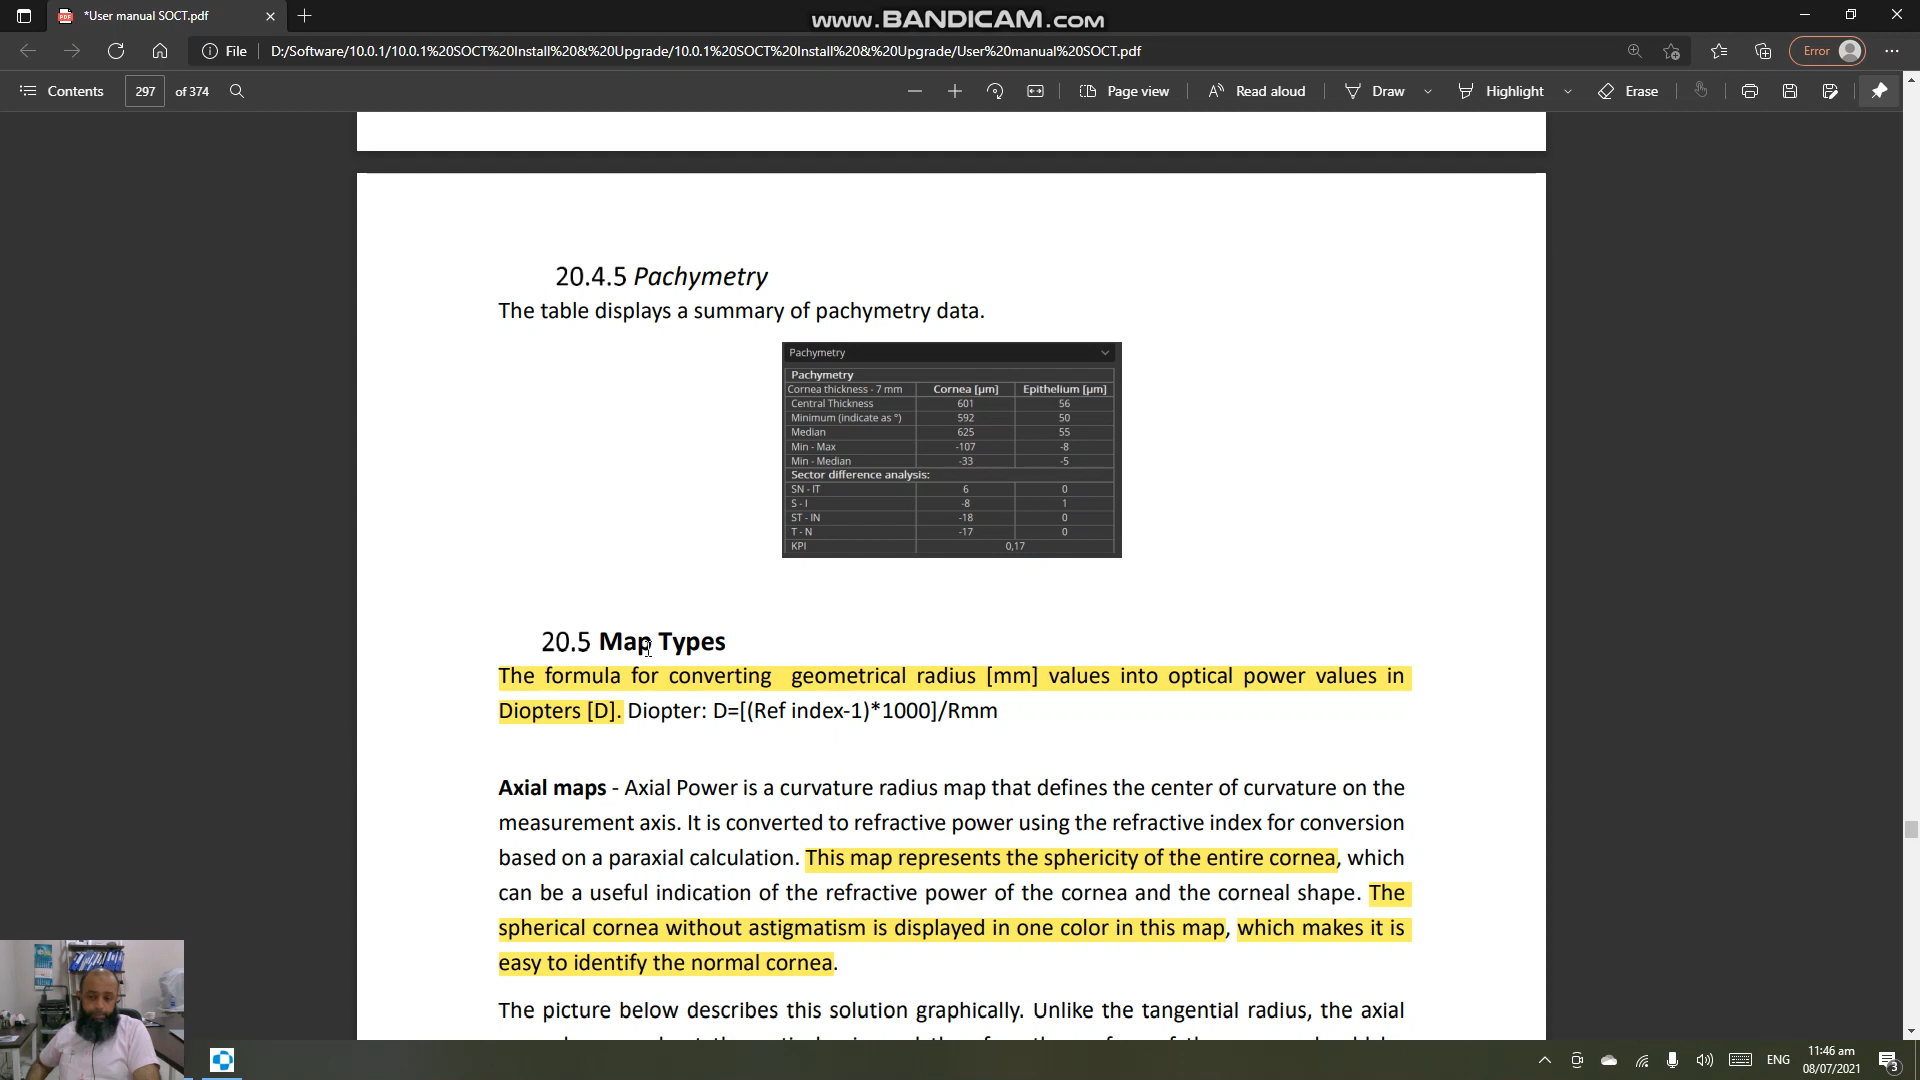 *User manual SOCT.pdf
www.BANDICAM.com
File
D:/Software/10.0.1/10.0.1%20SOCT%20Install%20&%20Upgrade/10.0.1%20SOCT%20Install%20&%20Upgrade/User%20manual%20SOCT.pdf
Error
Contents
297 of 374
Page view
Read aloud
Draw
Highlight
Erase
20.4.5 Pachymetry
The table displays a summary of pachymetry data.
Pachymetry
Pachymetry
Cornea thickness - 7 mm Cornea [µm] Epithelium [µm]
Central Thickness 601 56
Minimum (indicate as °) 592 50
Median 625 55
Min - Max -107 -8
Min - Median -33 -5
Sector difference analysis:
SN - IT 6 0
S - I -8 1
ST - IN -18 0
T - N -17 0
KPI 0,17
20.5 Map Types
The formula for converting geometrical radius [mm] values into optical power values in
Diopters [D]. Diopter: D=[(Ref index-1)*1000]/Rmm
Axial maps - Axial Power is a curvature radius map that defines the center of curvature on the
measurement axis. It is converted to refractive power using the refractive index for conversion
based on a paraxial calculation. This map represents the sphericity of the entire cornea, which
can be a useful indication of the refractive power of the cornea and the corneal shape. The
spherical cornea without astigmatism is displayed in one color in this map, which makes it is
easy to identify the normal cornea.
The picture below describes this solution graphically. Unlike the tangential radius, the axial
ENG
11:46 am
08/07/2021
3